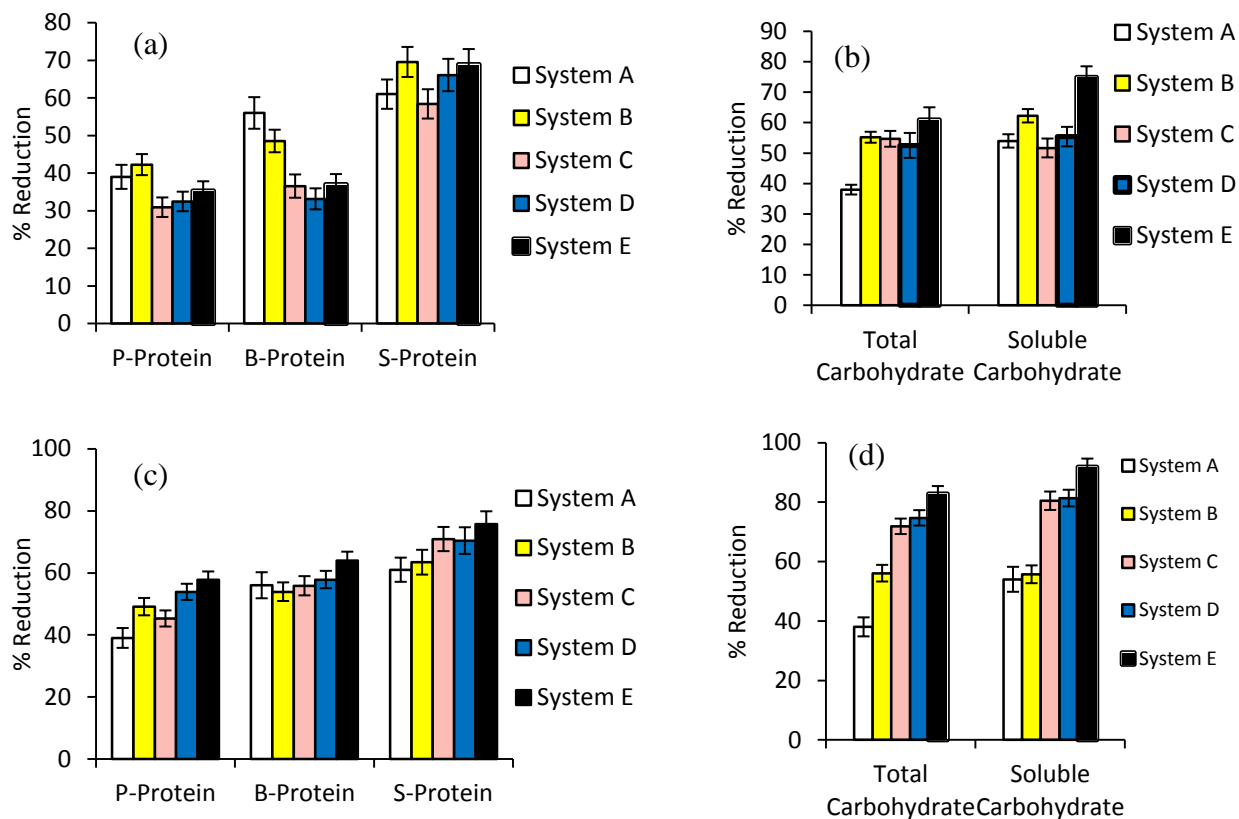 (a)
80
70
60
50
40
30
20
10
0
% Reduction
P-Protein B-Protein S-Protein
System A
System B
System C
System D
System E
(b)
90
80
70
60
50
40
30
20
10
0
% Reduction
Total Soluble
Carbohydrate Carbohydrate
System A
System B
System C
System D
System E
(c)
100
80
60
40
20
0
% Reduction
P-Protein B-Protein S-Protein
System A
System B
System C
System D
System E
(d)
100
80
60
40
20
0
% Reduction
Total Soluble
Carbohydrate Carbohydrate
System A
System B
System C
System D
System E